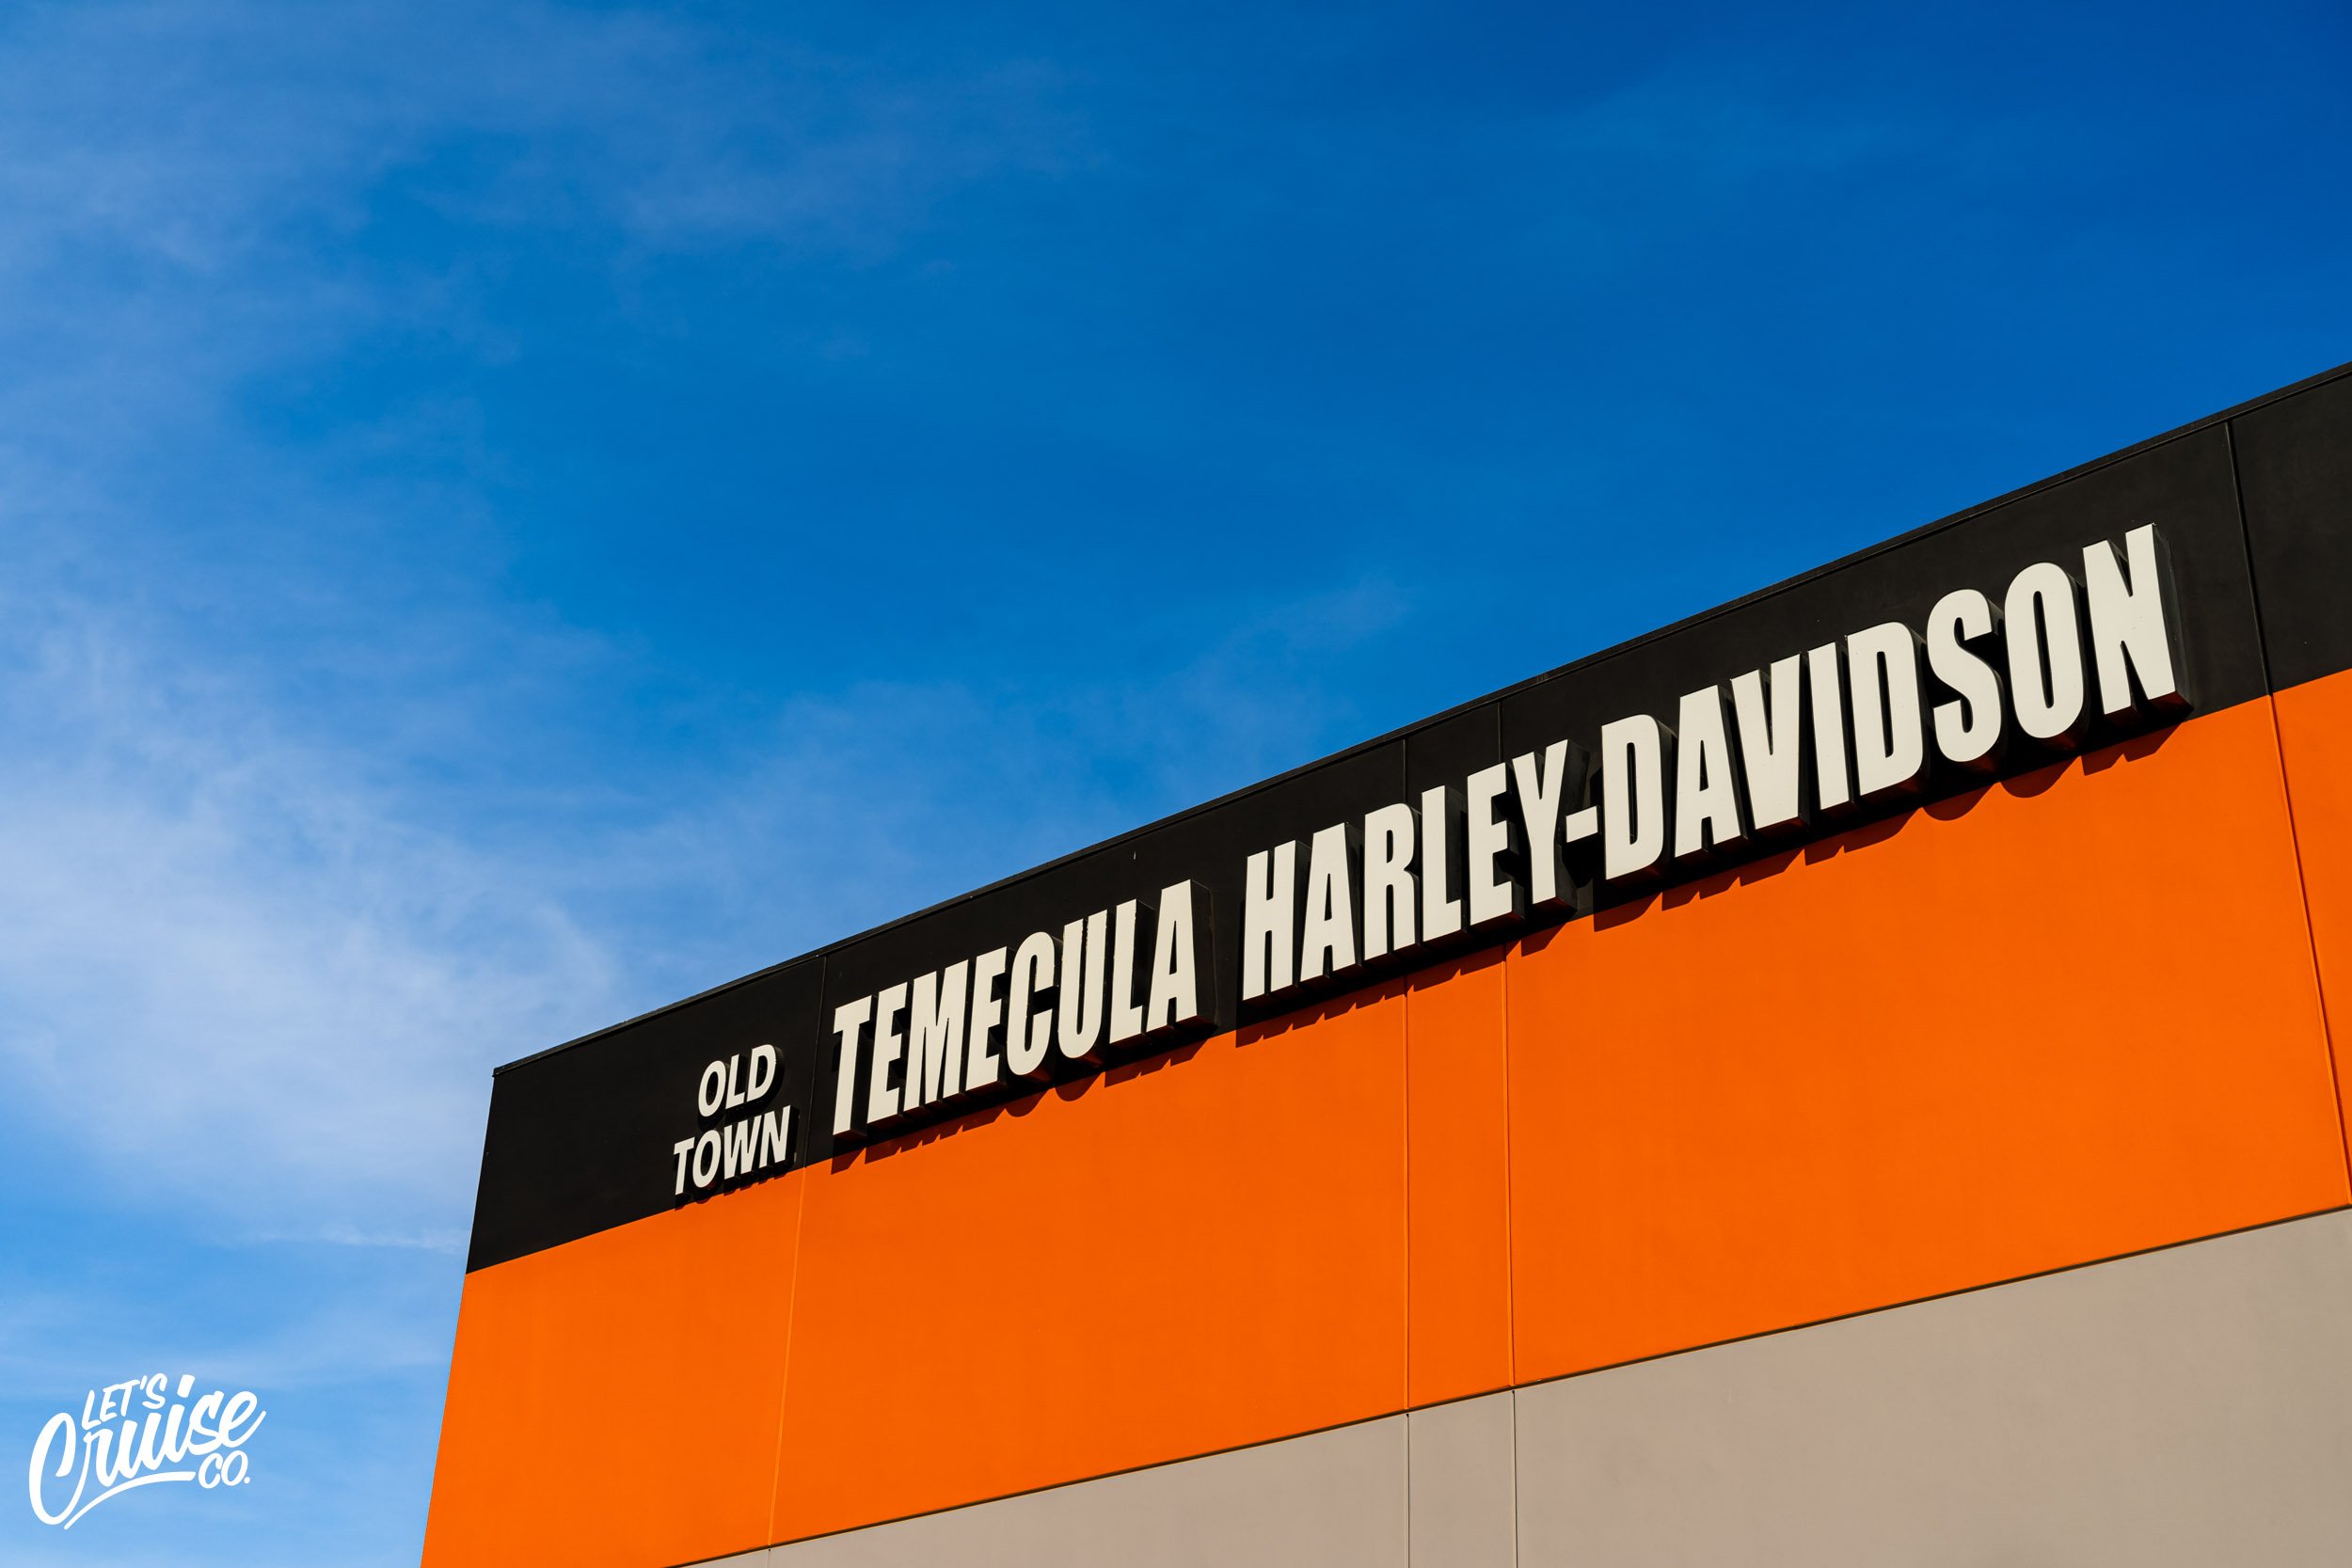 OLD
TOWN
TEMECULA HARLEY-DAVIDSON
LET'S
Cruise
CO.